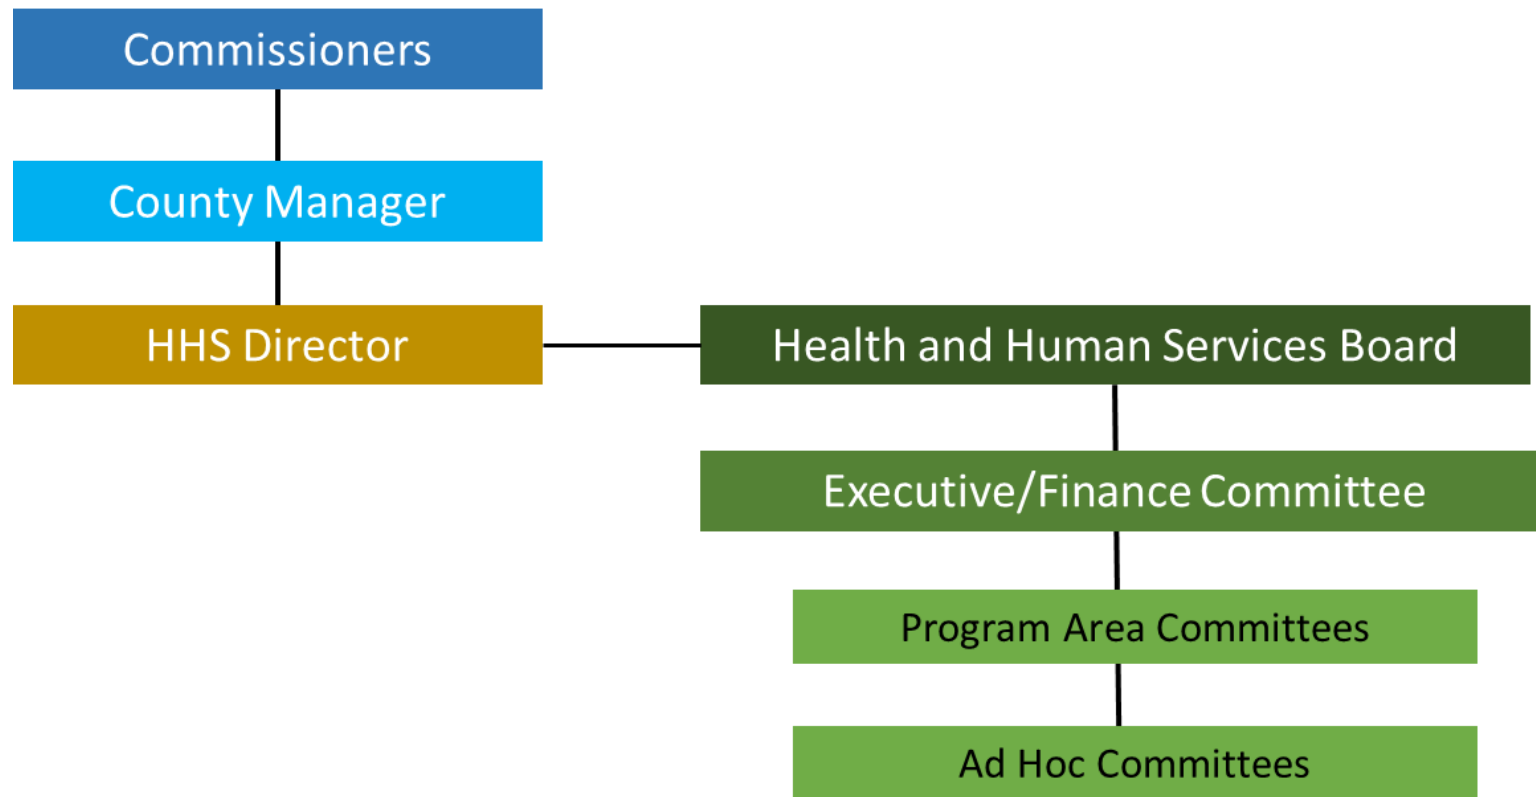 Commissioners
County Manager
HHS Director
Health and Human Services Board
Executive/Finance Committee
Program Area Committees
Ad Hoc Committees